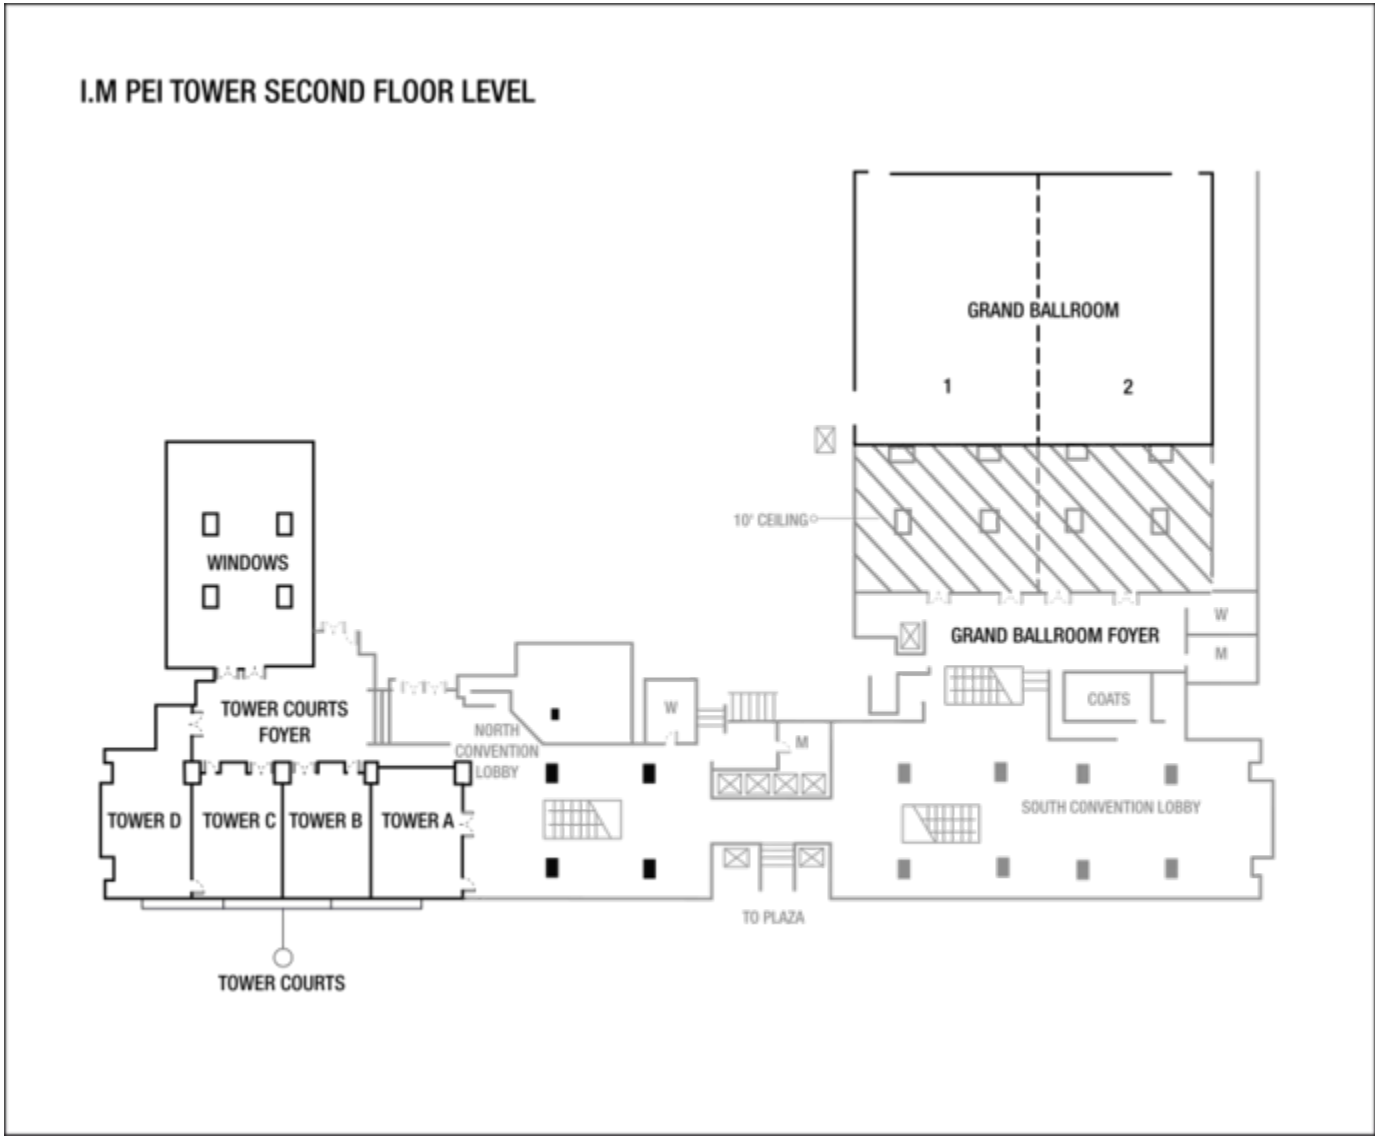 I.M PEI TOWER SECOND FLOOR LEVEL
GRAND BALLROOM
1
2
10' CEILING
WINDOWS
W
GRAND BALLROOM FOYER
M
TOWER COURTS
FOYER
W
COATS
NORTH
CONVENTION
LOBBY
M
TOWER D
TOWER C
TOWER B
TOWER A
SOUTH CONVENTION LOBBY
TO PLAZA
TOWER COURTS